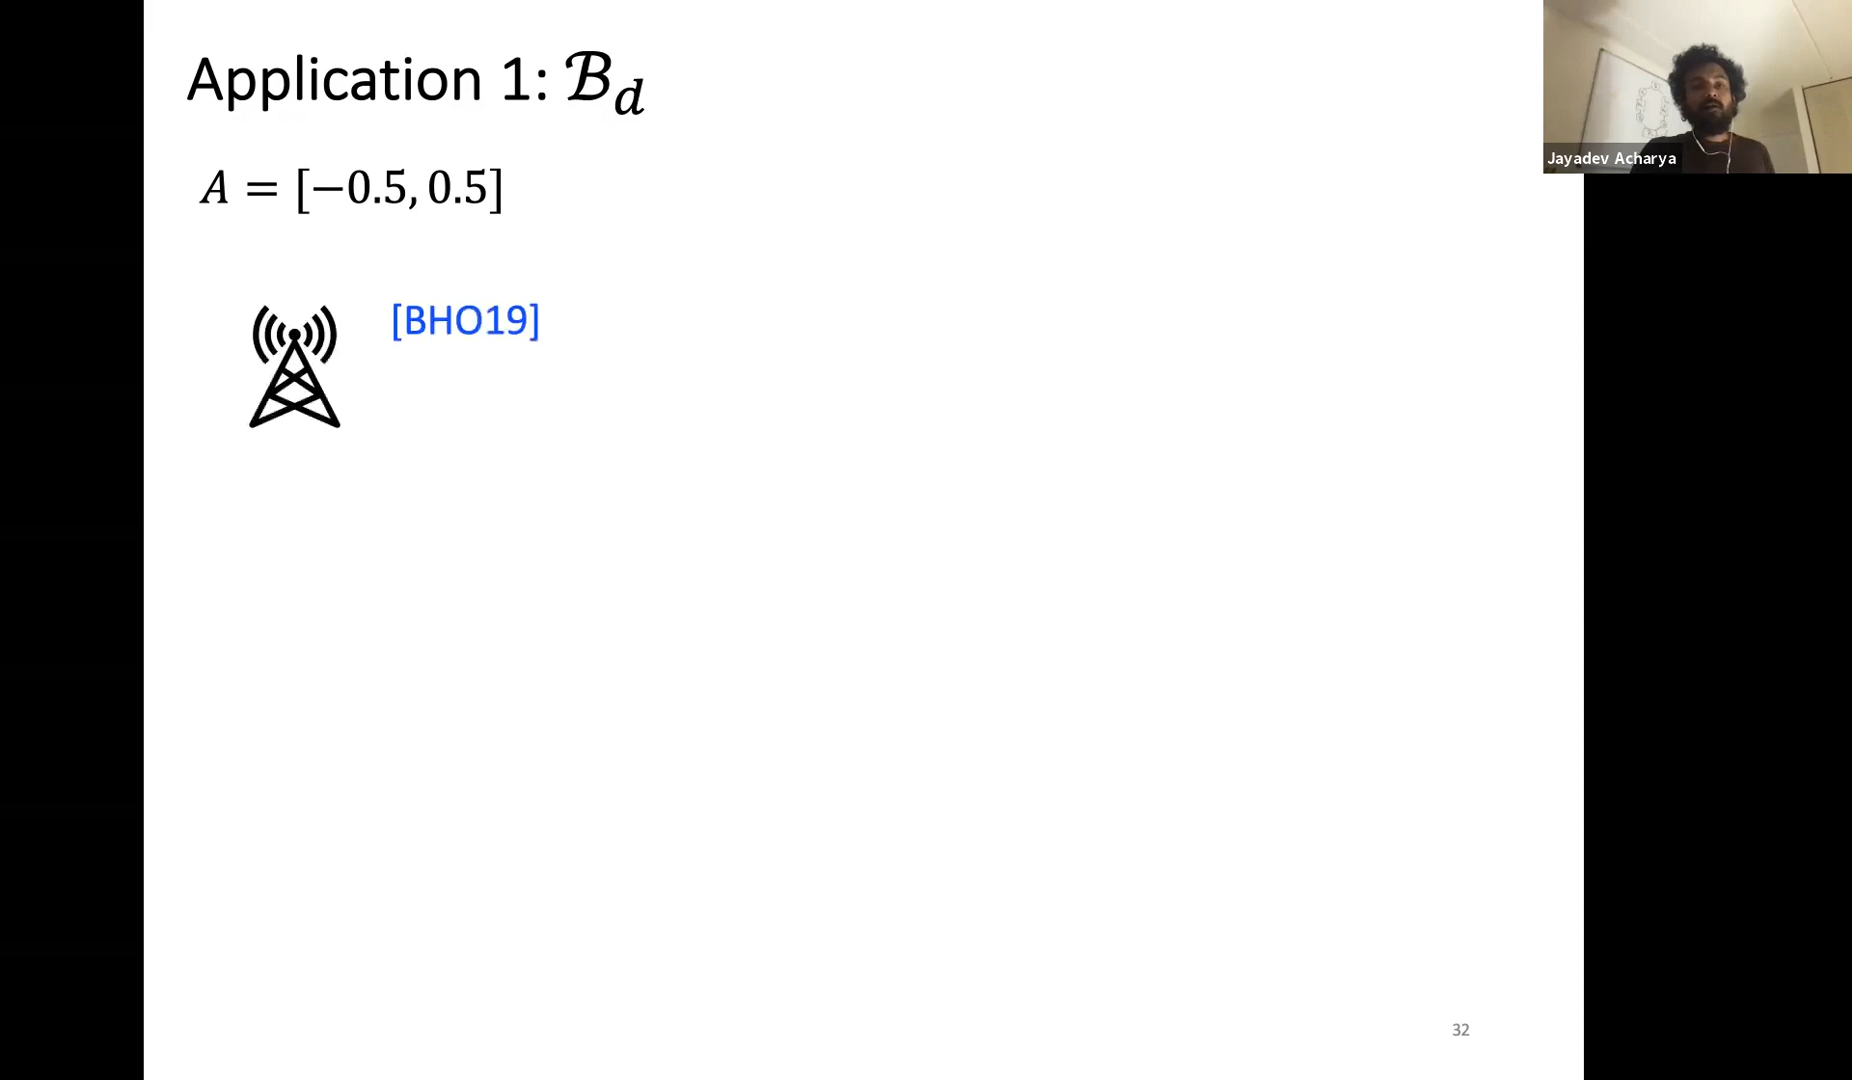 Application 1: ℬ_d
A = [−0.5, 0.5]
[BHO19]
Jayadev Acharya
32